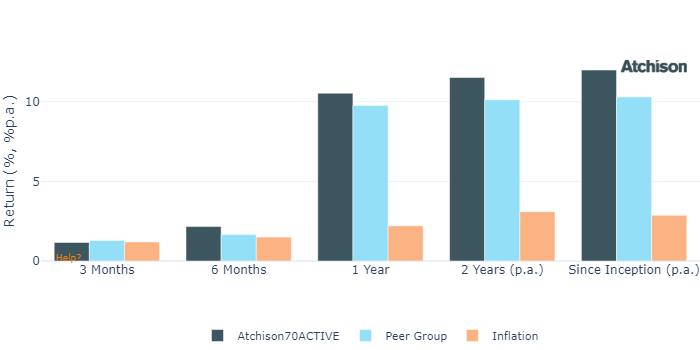 Atchison
Return (%, %p.a.)
10
5
0
Help?
3 Months
6 Months
1 Year
2 Years (p.a.)
Since Inception (p.a.)
Atchison70ACTIVE
Peer Group
Inflation